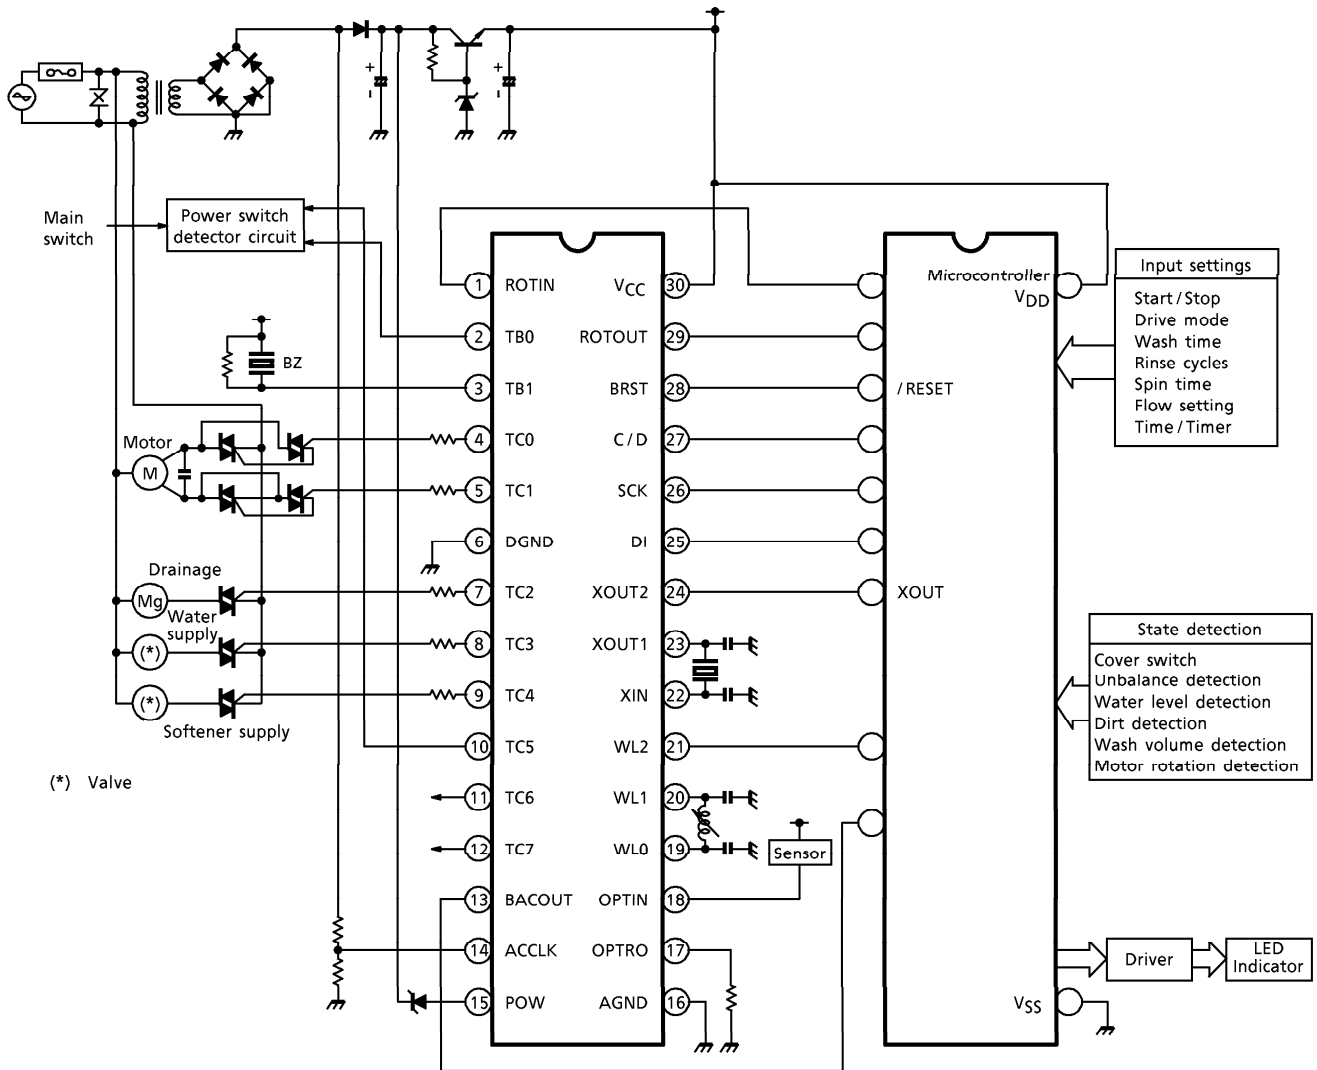 Main
switch
Power switch
detector circuit
BZ
Motor
M
Drainage
Mg
Water
supply
(*)
(*)
Softener supply
(*) Valve
1 ROTIN
2 TB0
3 TB1
4 TC0
5 TC1
6 DGND
7 TC2
8 TC3
9 TC4
10 TC5
11 TC6
12 TC7
13 BACOUT
14 ACCLK
15 POW
VCC 30
ROTOUT 29
BRST 28
C/D 27
SCK 26
DI 25
XOUT2 24
XOUT1 23
XIN 22
WL2 21
WL1 20
WL0 19
OPTIN 18
OPTRO 17
AGND 16
Sensor
Microcontroller
VDD
/RESET
XOUT
VSS
Input settings
Start/Stop
Drive mode
Wash time
Rinse cycles
Spin time
Flow setting
Time/Timer
State detection
Cover switch
Unbalance detection
Water level detection
Dirt detection
Wash volume detection
Motor rotation detection
Driver
LED
Indicator
+
-
+
-